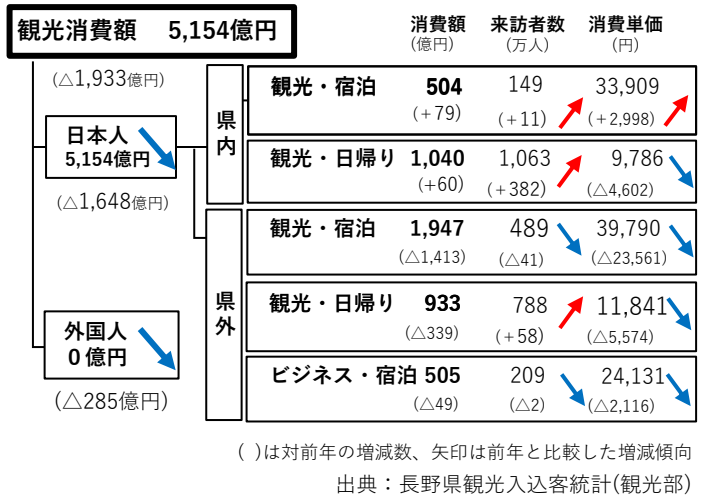 観光消費額 5,154億円
(△1,933億円)
消費額 来訪者数 消費単価
(億円) (万人) (円)
日本人
5,154億円
(△1,648億円)
外国人
０億円
(△285億円)
県内
観光・宿泊 504 149 33,909
(＋79) (＋11) (＋2,998)
観光・日帰り 1,040 1,063 9,786
(+60) (＋382) (△4,602)
県外
観光・宿泊 1,947 489 39,790
(△1,413) (△41) (△23,561)
観光・日帰り 933 788 11,841
(△339) (＋58) (△5,574)
ビジネス・宿泊 505 209 24,131
(△49) (△2) (△2,116)
( )は対前年の増減数、矢印は前年と比較した増減傾向
出典：長野県観光入込客統計(観光部)